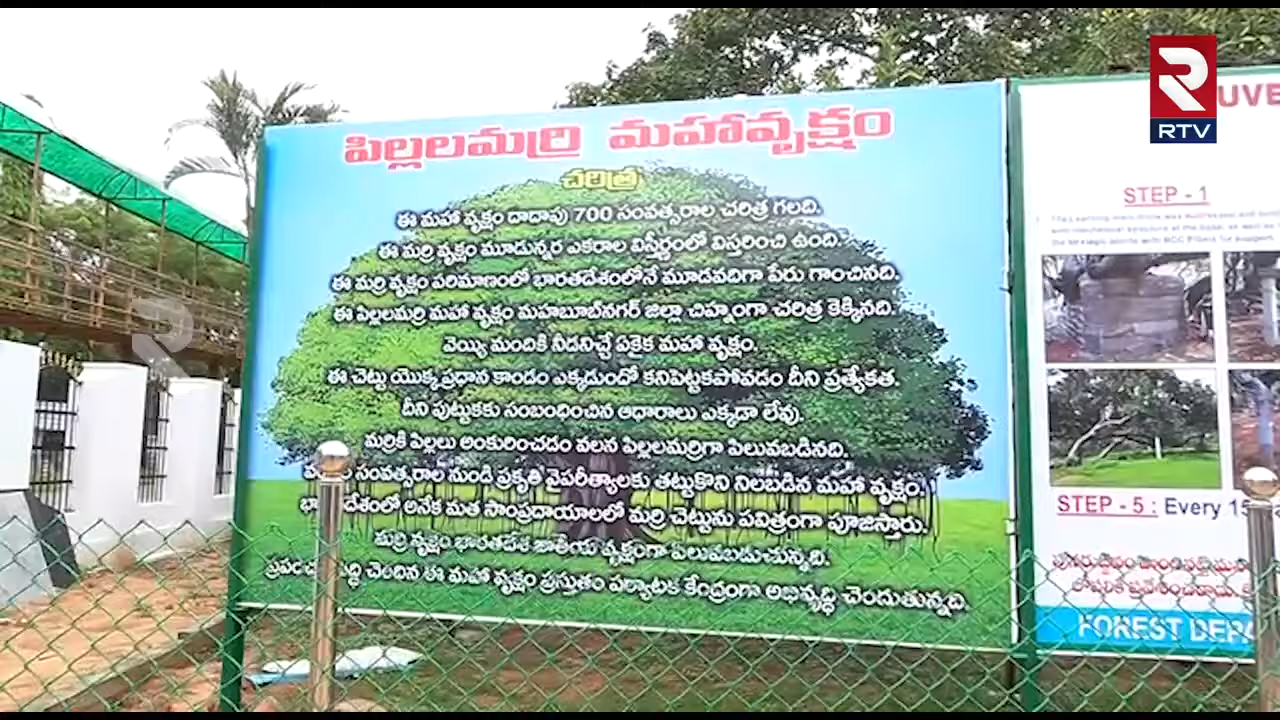 పిల్లలమర్రి మహావృక్షం
చరిత్ర
ఈ మహా వృక్షం దాదాపు 700 సంవత్సరాల చరిత్ర గలది.
ఈ మర్రి వృక్షం మూడున్నర ఎకరాల విస్తీర్ణంలో విస్తరించి ఉంది.
ఈ మర్రి వృక్షం పరిమాణంలో భారతదేశంలోనే మూడవదిగా పేరు గాంచినది.
ఈ పిల్లలమర్రి మహా వృక్షం మహబూబ్‌నగర్ జిల్లా చిహ్నంగా చరిత్ర కెక్కినది.
వెయ్యి మందికి నీడనిచ్చే ఏకైక మహా వృక్షం.
ఈ చెట్టు యొక్క ప్రధాన కాండం ఎక్కడుందో కనిపెట్టకపోవడం దీని ప్రత్యేకత.
దీని పుట్టుకకు సంబంధించిన ఆధారాలు ఎక్కడా లేవు.
మర్రికి పిల్లలు అంకురించడం వలన పిల్లలమర్రిగా పిలువబడినది.
సంవత్సరాల నుండి ప్రకృతి వైపరీత్యాలకు తట్టుకొని నిలబడిన మహా వృక్షం.
లో అనేక మత సాంప్రదాయాలలో మర్రి చెట్టును పవిత్రంగా పూజిస్తారు.
మర్రి వృక్షం భారతదేశ జాతీయ వృక్షంగా పిలువబడుచున్నది.
చెందిన ఈ మహా వృక్షం ప్రస్తుతం పర్యాటక కేంద్రంగా అభివృద్ధి చెందుతున్నది.
R
RTV
UVE
STEP - 1
STEP - 5 : Every 15
FOREST DEPA